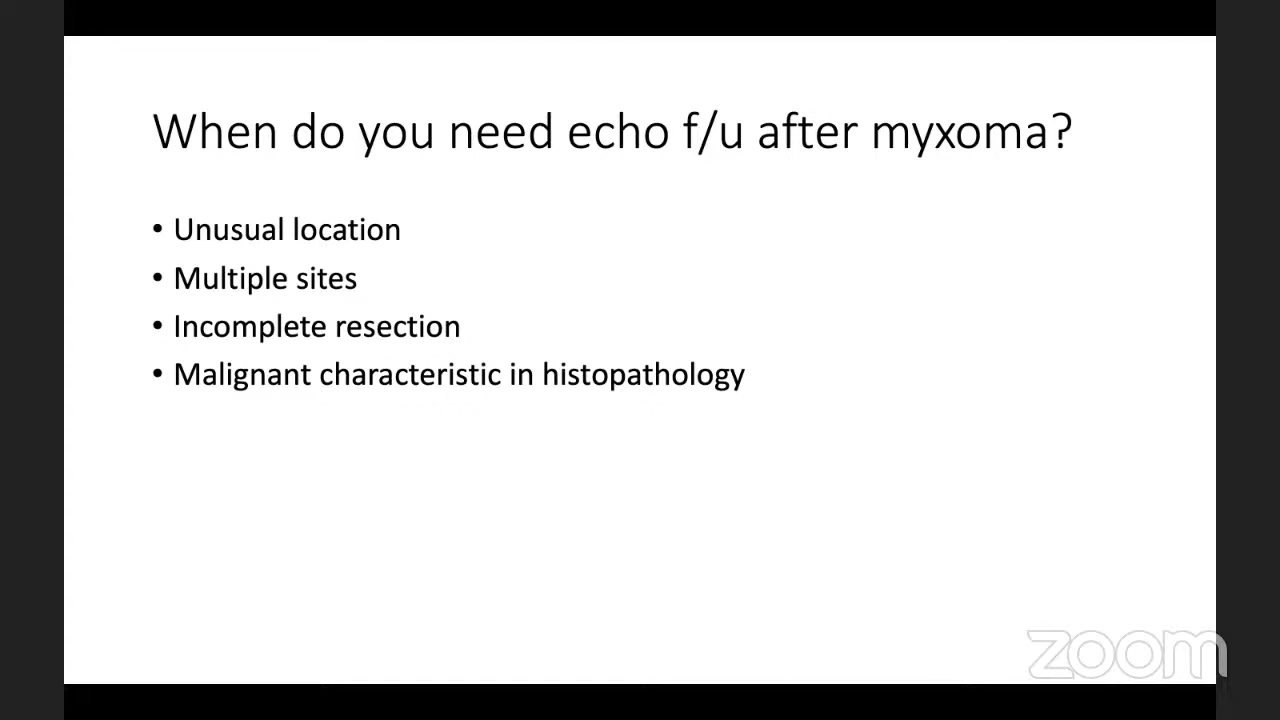 When do you need echo f/u after myxoma?
• Unusual location
• Multiple sites
• Incomplete resection
• Malignant characteristic in histopathology
zoom